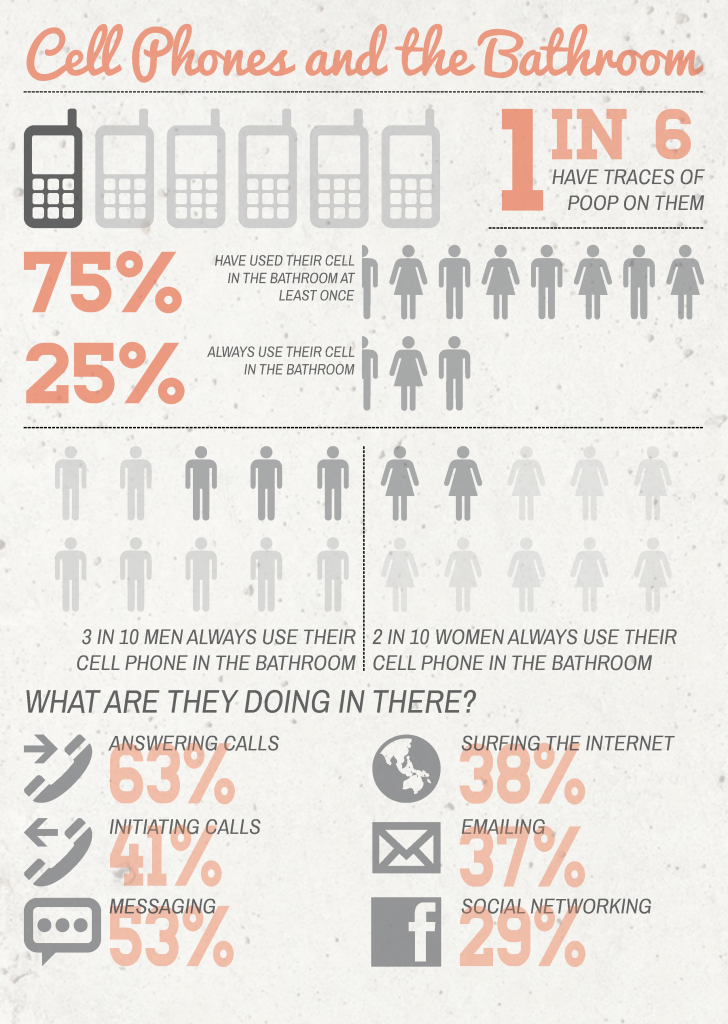 Cell Phones and the Bathroom
1 IN 6
HAVE TRACES OF
POOP ON THEM
75%
HAVE USED THEIR CELL
IN THE BATHROOM AT
LEAST ONCE
25%
ALWAYS USE THEIR CELL
IN THE BATHROOM
3 IN 10 MEN ALWAYS USE THEIR
CELL PHONE IN THE BATHROOM
2 IN 10 WOMEN ALWAYS USE THEIR
CELL PHONE IN THE BATHROOM
WHAT ARE THEY DOING IN THERE?
ANSWERING CALLS
63%
SURFING THE INTERNET
38%
INITIATING CALLS
41%
EMAILING
37%
MESSAGING
53%
SOCIAL NETWORKING
29%
f